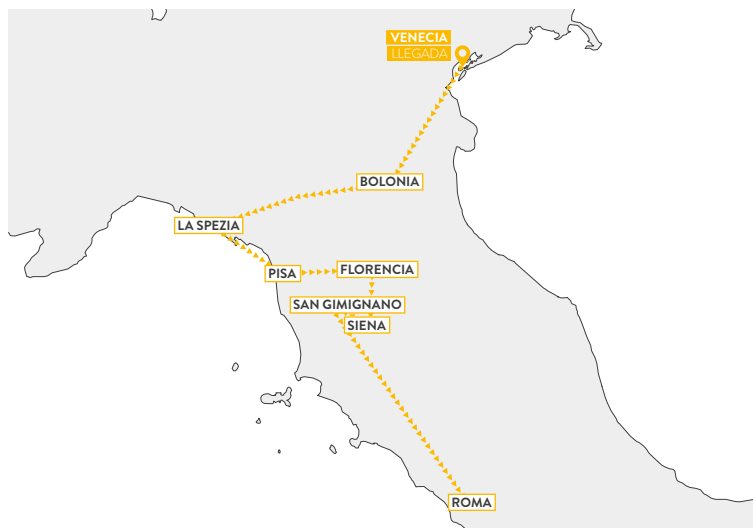 VENECIA
LLEGADA
BOLONIA
LA SPEZIA
PISA
FLORENCIA
SAN GIMIGNANO
SIENA
ROMA